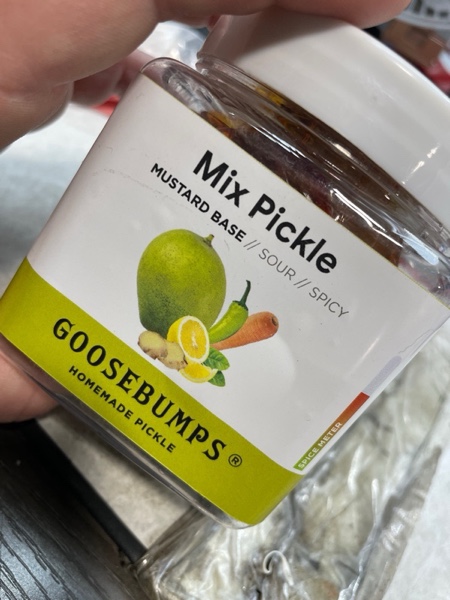 Mix Pickle
MUSTARD BASE // SOUR // SPICY
GOOSEBUMPS ®
HOMEMADE PICKLE
SPICE METER